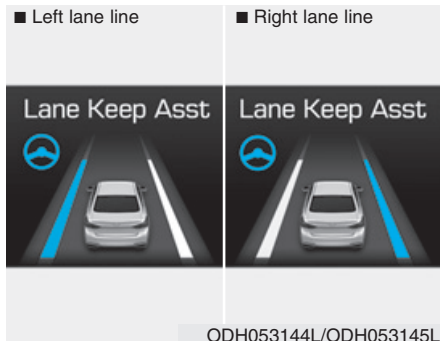 ■ Left lane line
■ Right lane line
Lane Keep Asst
Lane Keep Asst
ODH053144L/ODH053145L